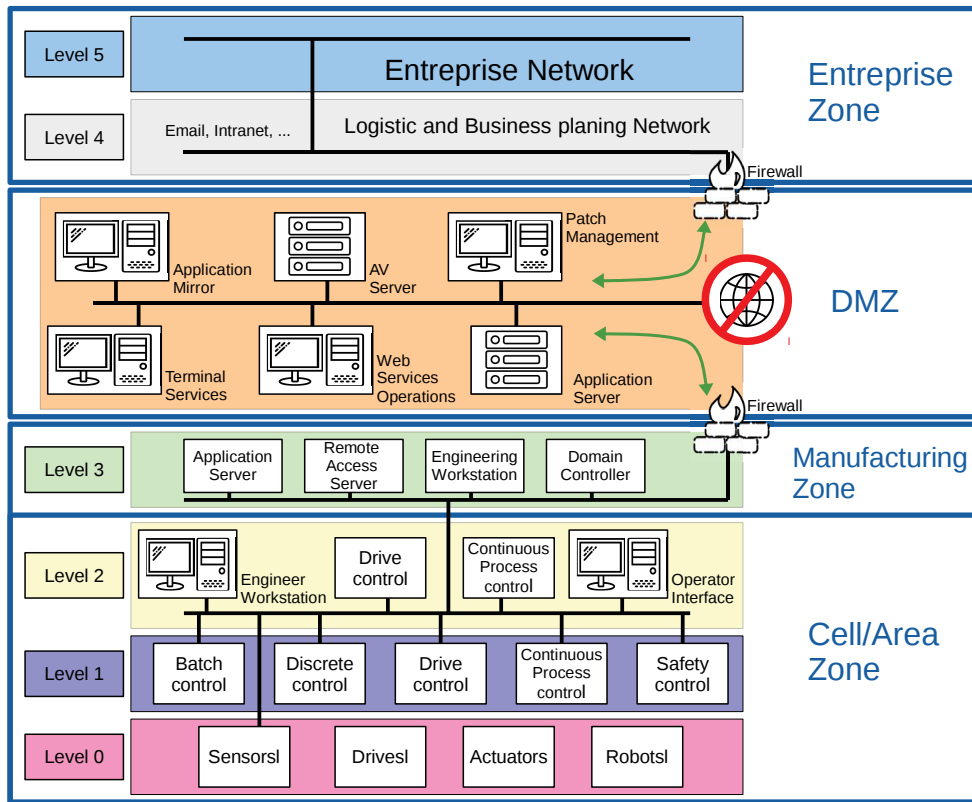 Level 5
Entreprise Network
Entreprise
Zone
Level 4
Email, Intranet, ...
Logistic and Business planing Network
Firewall
Application
Mirror
AV
Server
Patch
Management
DMZ
Terminal
Services
Web
Services
Operations
Application
Server
Firewall
Level 3
Application
Server
Remote
Access
Server
Engineering
Workstation
Domain
Controller
Manufacturing
Zone
Level 2
Engineer
Workstation
Drive
control
Continuous
Process
control
Operator
Interface
Cell/Area
Zone
Level 1
Batch
control
Discrete
control
Drive
control
Continuous
Process
control
Safety
control
Level 0
Sensorsl
Drivesl
Actuators
Robotsl